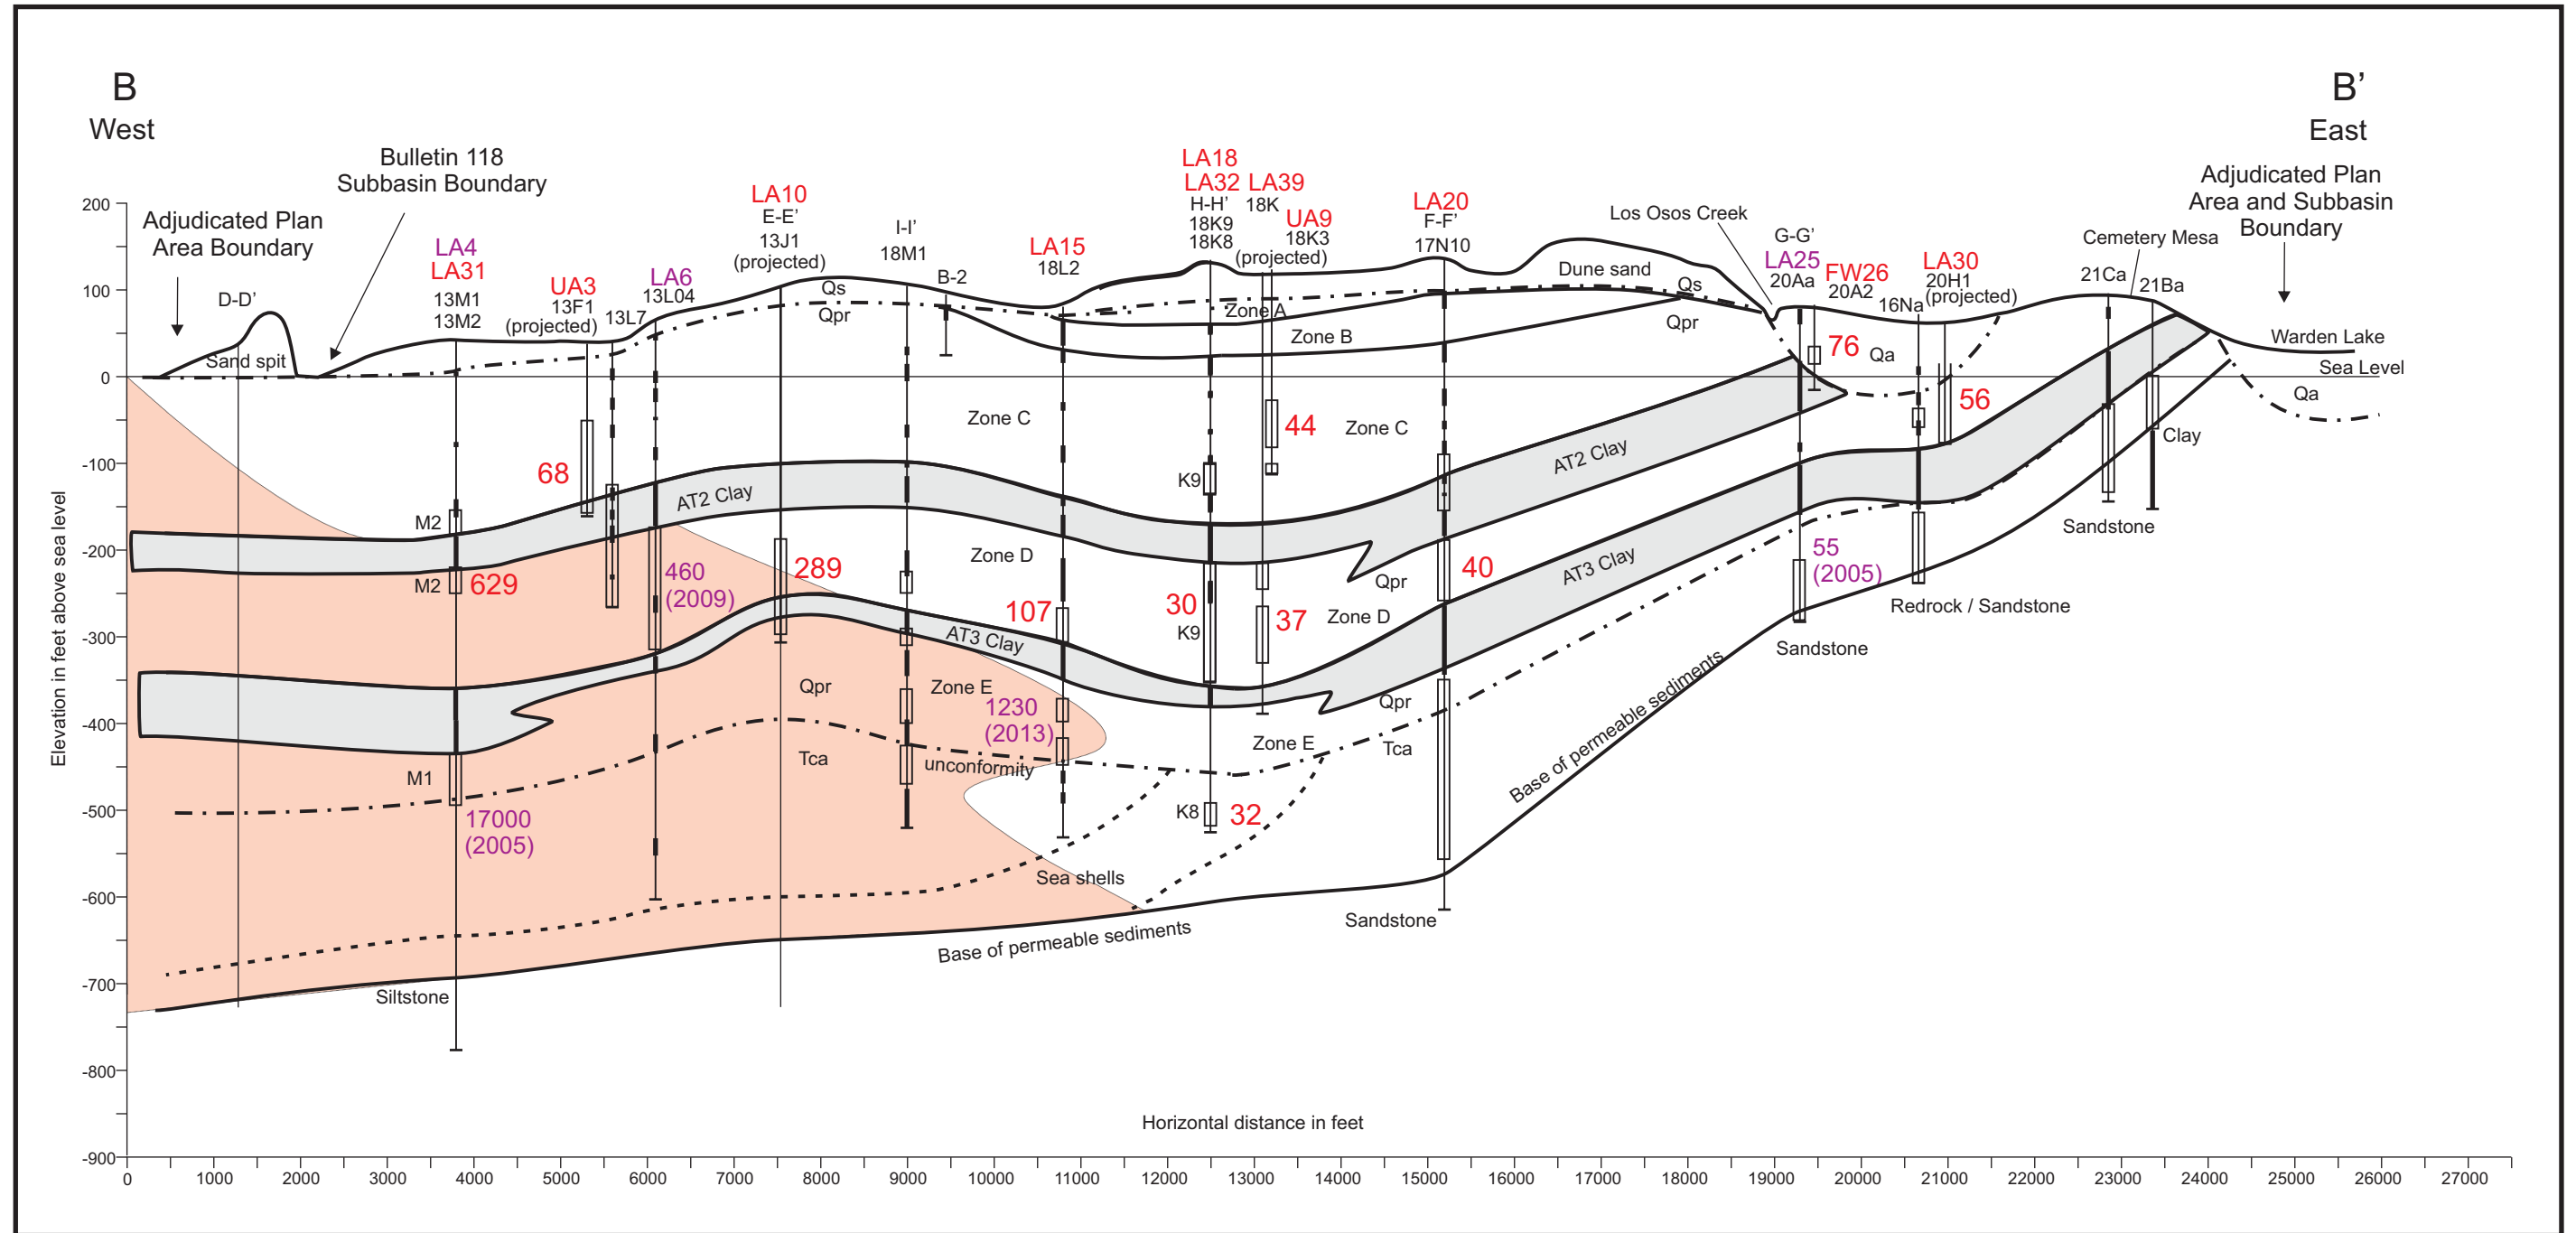 B
West
B’
East
Bulletin 118
Subbasin Boundary
Adjudicated Plan
Area Boundary
Adjudicated Plan
Area and Subbasin
Boundary
D-D’
Sand spit
LA4
LA31
13M1
13M2
UA3
13F1
(projected)
13L7
LA6
13L04
LA10
E-E’
13J1
(projected)
I-I’
18M1
B-2
LA15
18L2
LA18
LA32
H-H’
18K9
18K8
LA39
18K
UA9
18K3
(projected)
LA20
F-F’
17N10
Los Osos Creek
G-G’
LA25
20Aa
FW26
20A2
16Na
LA30
20H1
(projected)
Cemetery Mesa
21Ca
21Ba
Warden Lake
Sea Level
Dune sand
Qs
Qpr
Qs
Qpr
Zone A
Zone B
Zone C
Zone C
76
Qa
56
Qa
Clay
44
68
K9
M2
AT2 Clay
AT2 Clay
Zone D
M2
629
460
(2009)
289
107
30
K9
37
Zone D
Qpr
40
AT3 Clay
AT3 Clay
55
(2005)
Sandstone
Redrock / Sandstone
Sandstone
Qpr
Zone E
1230
(2013)
Qpr
Tca
unconformity
Zone E
Tca
M1
17000
(2005)
K8
32
Sea shells
Base of permeable sediments
Base of permeable sediments
Sandstone
Siltstone
Elevation in feet above sea level
200
100
0
-100
-200
-300
-400
-500
-600
-700
-800
-900
Horizontal distance in feet
0 1000 2000 3000 4000 5000 6000 7000 8000 9000 10000 11000 12000 13000 14000 15000 16000 17000 18000 19000 20000 21000 22000 23000 24000 25000 26000 27000